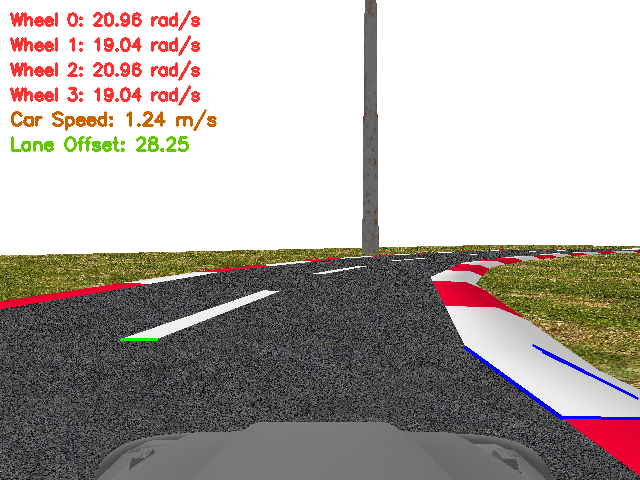 Wheel 0: 20.96 rad/s
Wheel 1: 19.04 rad/s
Wheel 2: 20.96 rad/s
Wheel 3: 19.04 rad/s
Car Speed: 1.24 m/s
Lane Offset: 28.25